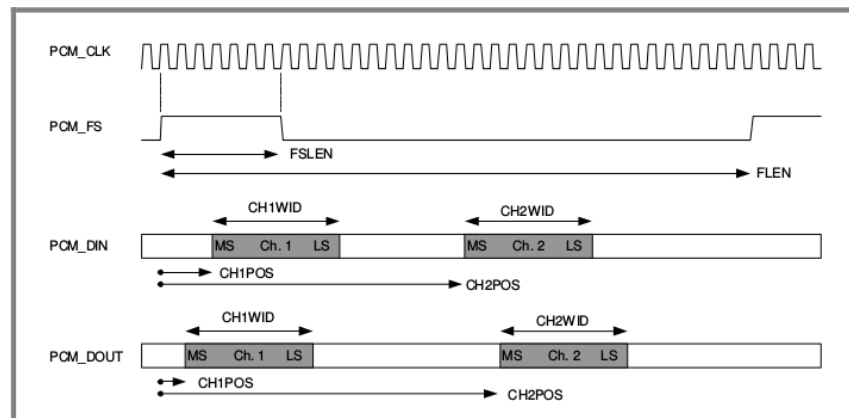 PCM_CLK
PCM_FS
FSLEN
FLEN
CH1WID CH2WID
PCM_DIN MS Ch. 1 LS MS Ch. 2 LS
CH1POS
CH2POS
CH1WID CH2WID
PCM_DOUT MS Ch. 1 LS MS Ch. 2 LS
CH1POS
CH2POS